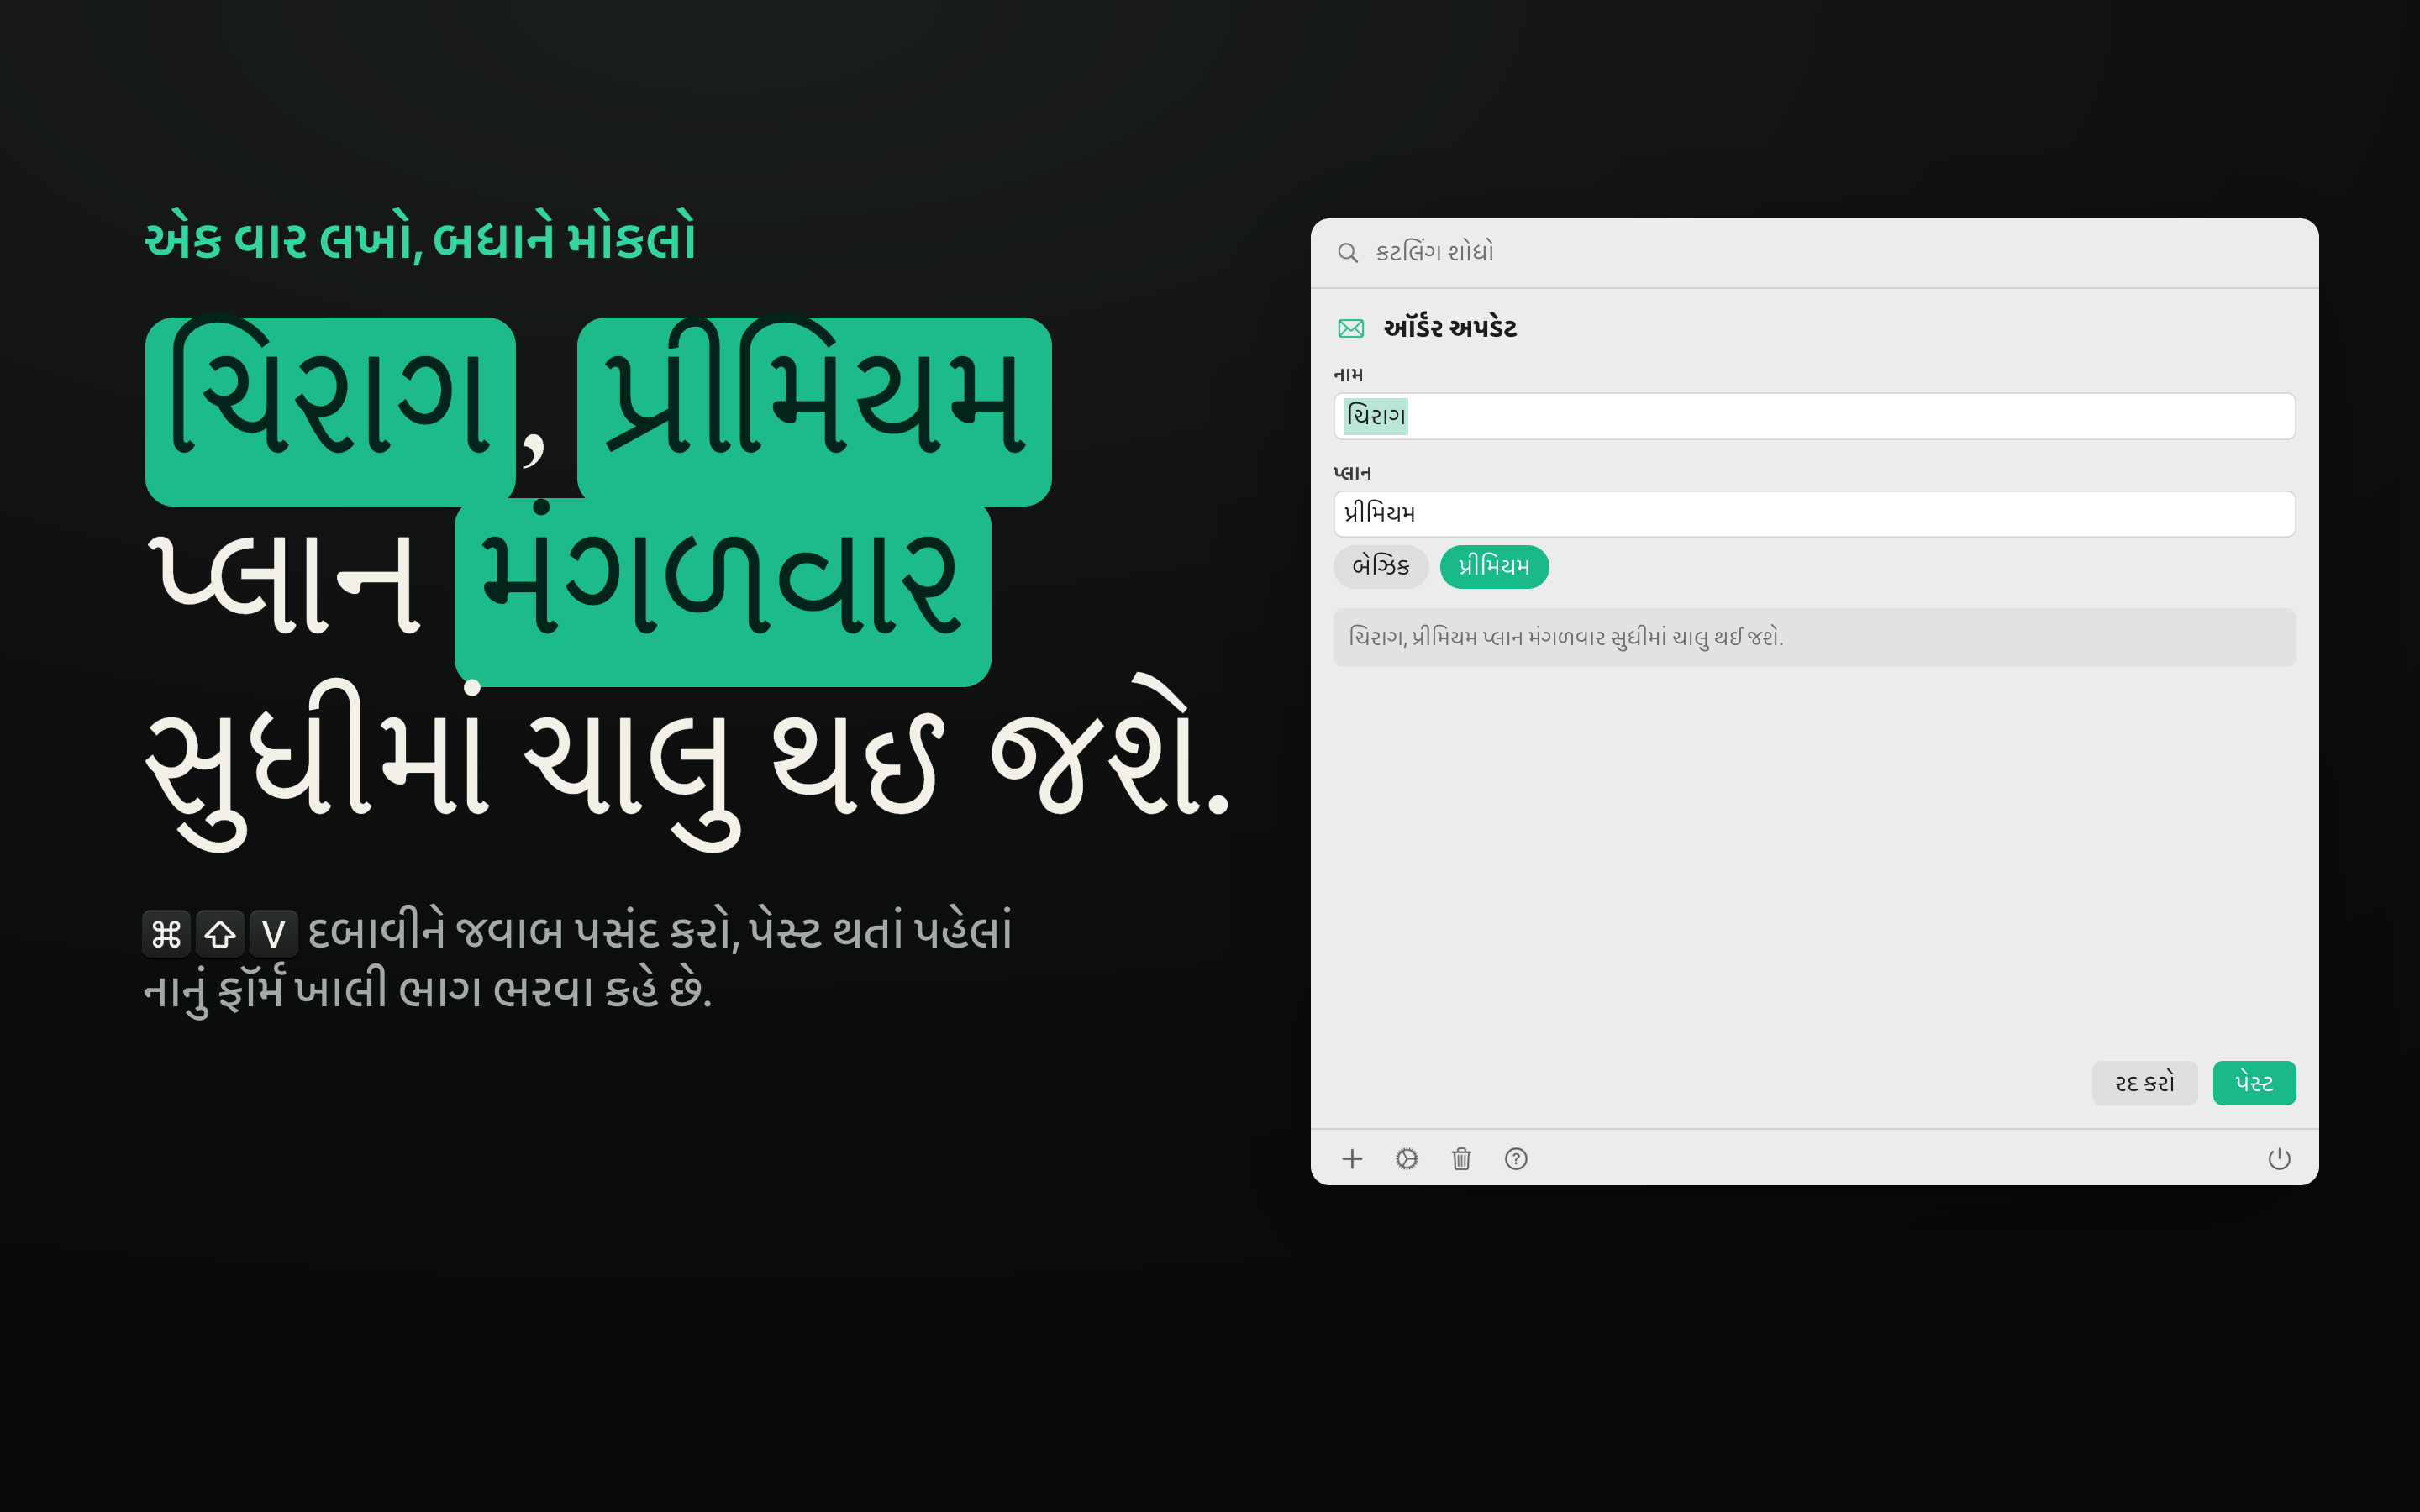 એક વાર લખો, બધાને મોકલો
ચિરાગ, પ્રીમિયમ
પ્લાન મંગળવાર
સુધીમાં ચાલુ થઈ જશે.
⌘ ⇧ V દબાવીને જવાબ પસંદ કરો, પેસ્ટ થતાં પહેલાં
નાનું ફૉર્મ ખાલી ભાગ ભરવા કહે છે.
કટલિંગ શોધો
ઑર્ડર અપડેટ
નામ
ચિરાગ
પ્લાન
પ્રીમિયમ
બેઝિક પ્રીમિયમ
ચિરાગ, પ્રીમિયમ પ્લાન મંગળવાર સુધીમાં ચાલુ થઈ જશે.
રદ કરો પેસ્ટ